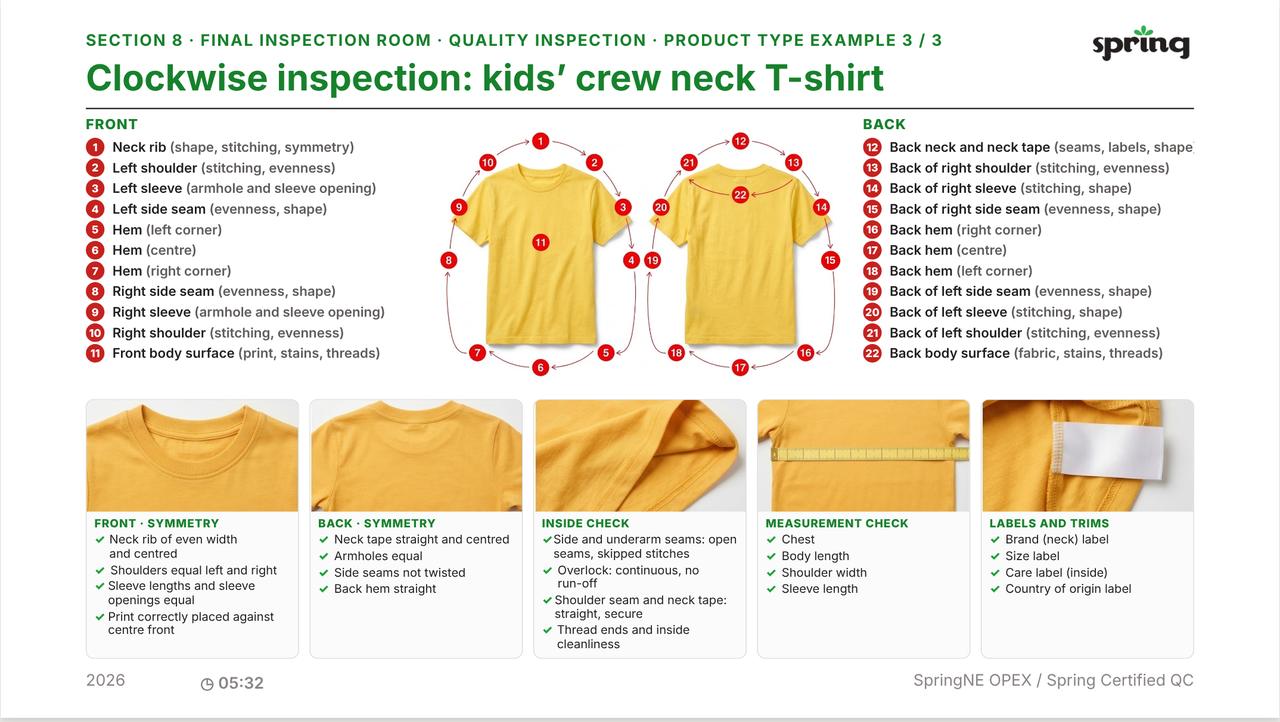 SECTION 8 · FINAL INSPECTION ROOM · QUALITY INSPECTION · PRODUCT TYPE EXAMPLE 3 / 3
spring
Clockwise inspection: kids’ crew neck T-shirt
FRONT
1 Neck rib (shape, stitching, symmetry)
2 Left shoulder (stitching, evenness)
3 Left sleeve (armhole and sleeve opening)
4 Left side seam (evenness, shape)
5 Hem (left corner)
6 Hem (centre)
7 Hem (right corner)
8 Right side seam (evenness, shape)
9 Right sleeve (armhole and sleeve opening)
10 Right shoulder (stitching, evenness)
11 Front body surface (print, stains, threads)
1
2
3
4
5
6
7
8
9
10
11
12
13
14
15
16
17
18
19
20
21
22
BACK
12 Back neck and neck tape (seams, labels, shape
13 Back of right shoulder (stitching, evenness)
14 Back of right sleeve (stitching, shape)
15 Back of right side seam (evenness, shape)
16 Back hem (right corner)
17 Back hem (centre)
18 Back hem (left corner)
19 Back of left side seam (evenness, shape)
20 Back of left sleeve (stitching, shape)
21 Back of left shoulder (stitching, evenness)
22 Back body surface (fabric, stains, threads)
FRONT · SYMMETRY
✔ Neck rib of even width
and centred
✔ Shoulders equal left and right
✔ Sleeve lengths and sleeve
openings equal
✔ Print correctly placed against
centre front
BACK · SYMMETRY
✔ Neck tape straight and centred
✔ Armholes equal
✔ Side seams not twisted
✔ Back hem straight
INSIDE CHECK
✔ Side and underarm seams: open
seams, skipped stitches
✔ Overlock: continuous, no
run-off
✔ Shoulder seam and neck tape:
straight, secure
✔ Thread ends and inside
cleanliness
MEASUREMENT CHECK
✔ Chest
✔ Body length
✔ Shoulder width
✔ Sleeve length
LABELS AND TRIMS
✔ Brand (neck) label
✔ Size label
✔ Care label (inside)
✔ Country of origin label
2026
05:32
SpringNE OPEX / Spring Certified QC